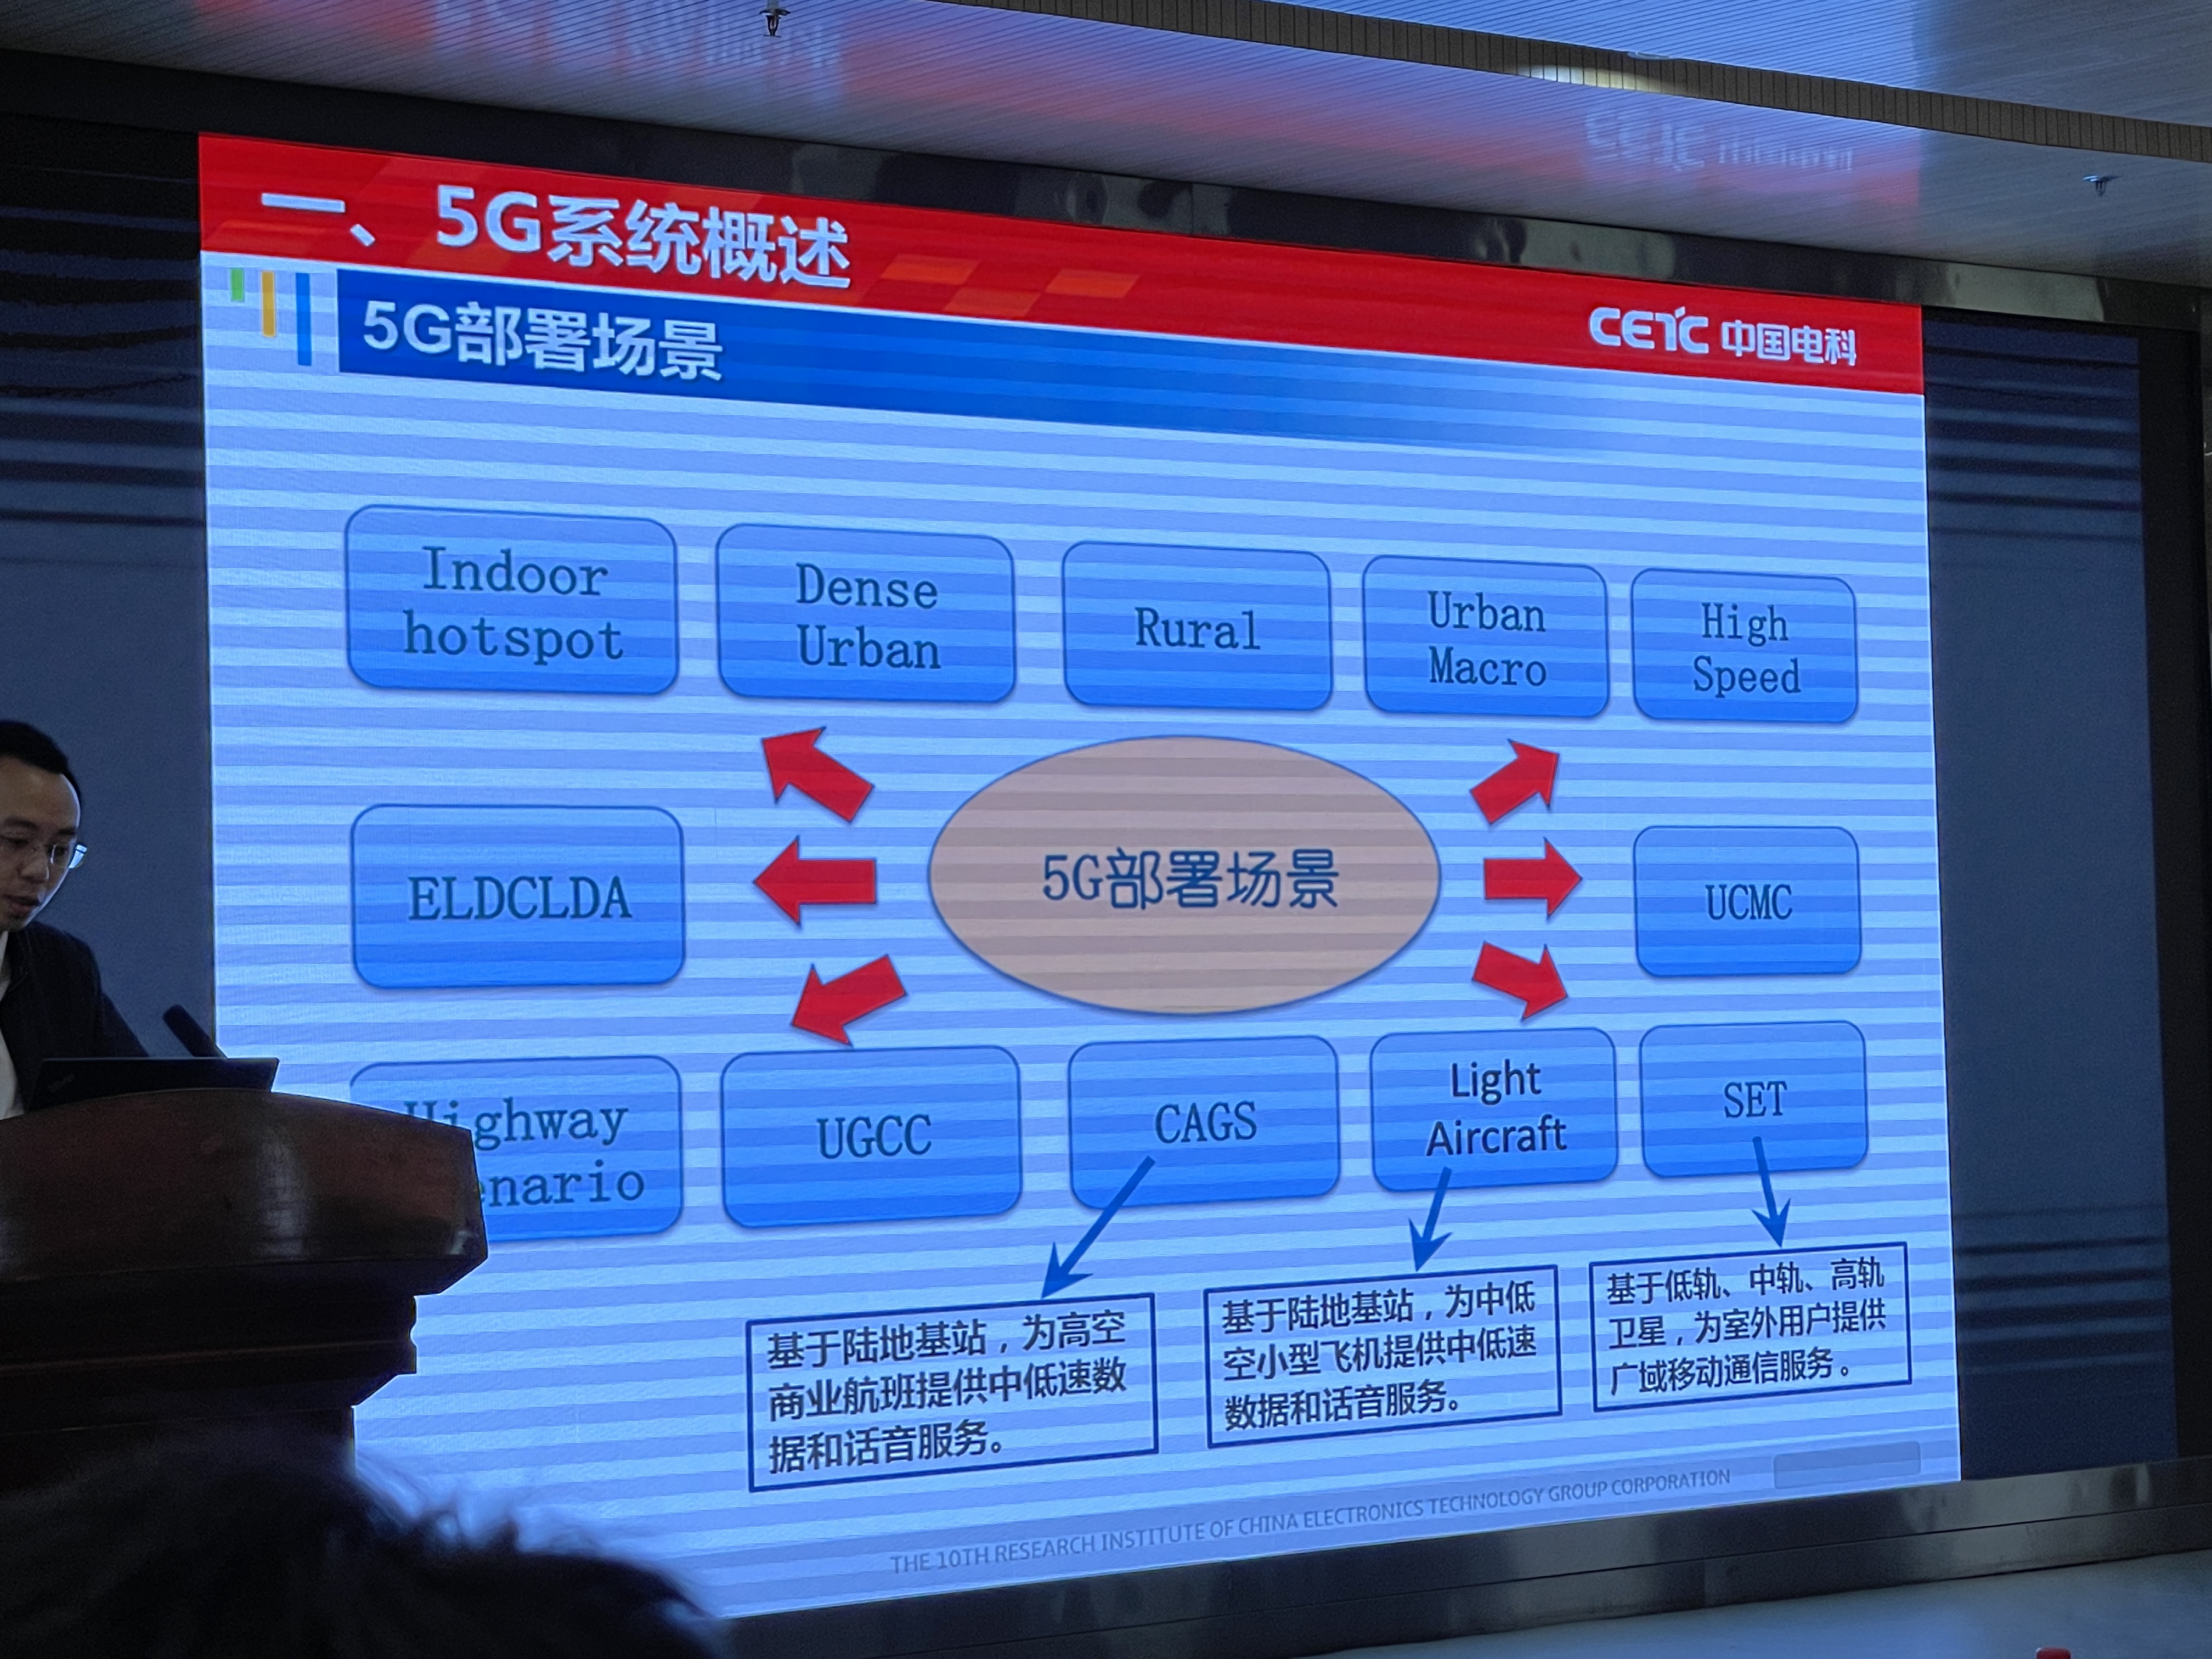 一、5G系统概述
CETC 中国电科
5G部署场景
Indoor
hotspot
Dense
Urban
Rural
Urban
Macro
High
Speed
ELDCLDA
5G部署场景
UCMC
Highway
enario
UGCC
CAGS
Light
Aircraft
SET
基于陆地基站，为高空
商业航班提供中低速数
据和话音服务。
基于陆地基站，为中低
空小型飞机提供中低速
数据和话音服务。
基于低轨、中轨、高轨
卫星，为室外用户提供
广域移动通信服务。
THE 10TH RESEARCH INSTITUTE OF CHINA ELECTRONICS TECHNOLOGY GROUP CORPORATION